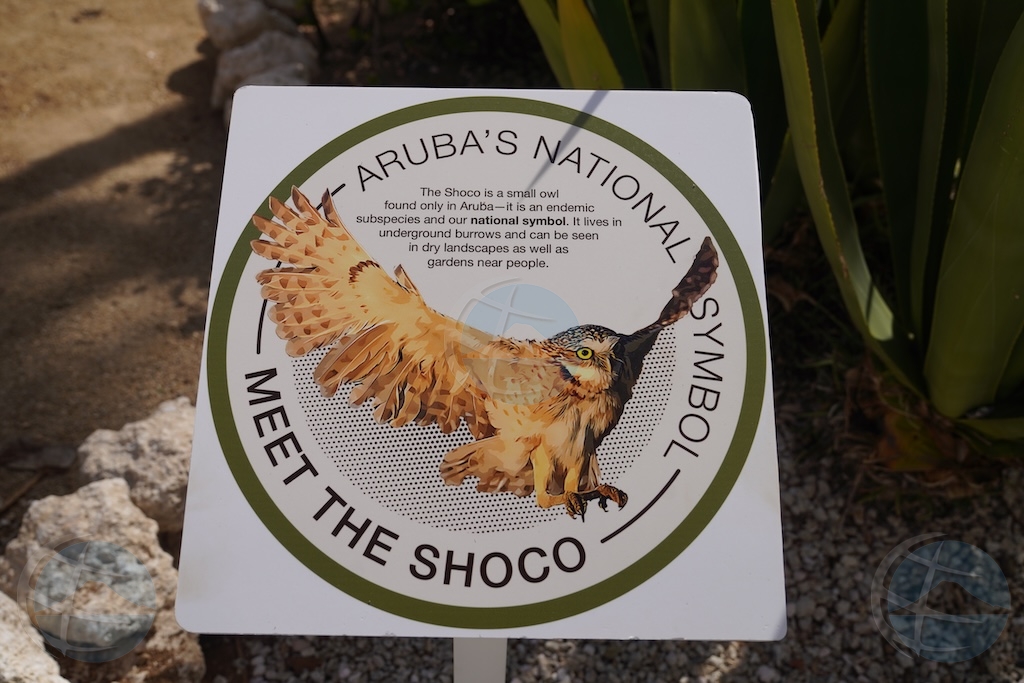 ARUBA'S NATIONAL SYMBOL
The Shoco is a small owl
found only in Aruba—it is an endemic
subspecies and our national symbol. It lives in
underground burrows and can be seen
in dry landscapes as well as
gardens near people.
MEET THE SHOCO